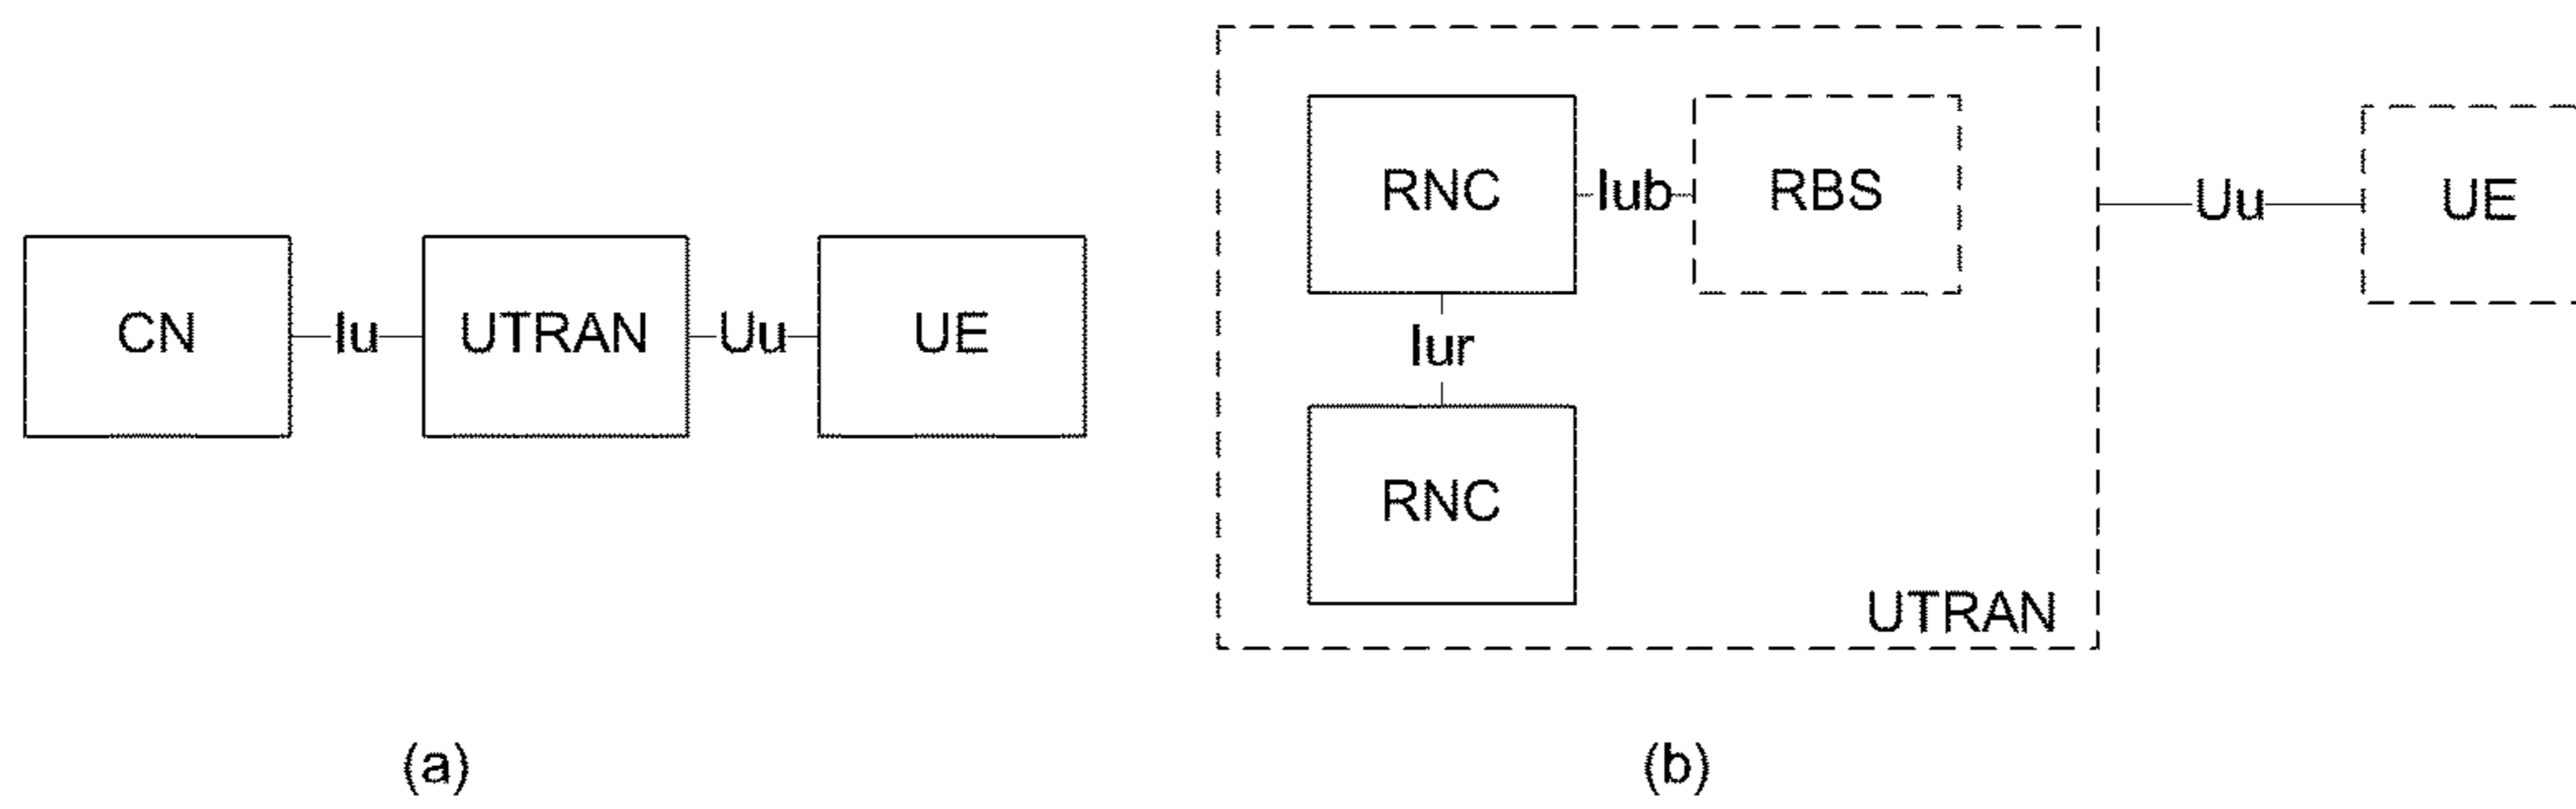 CN Iu UTRAN Uu UE
(a)
RNC Iub RBS
Uu UE
Iur
RNC
UTRAN
(b)